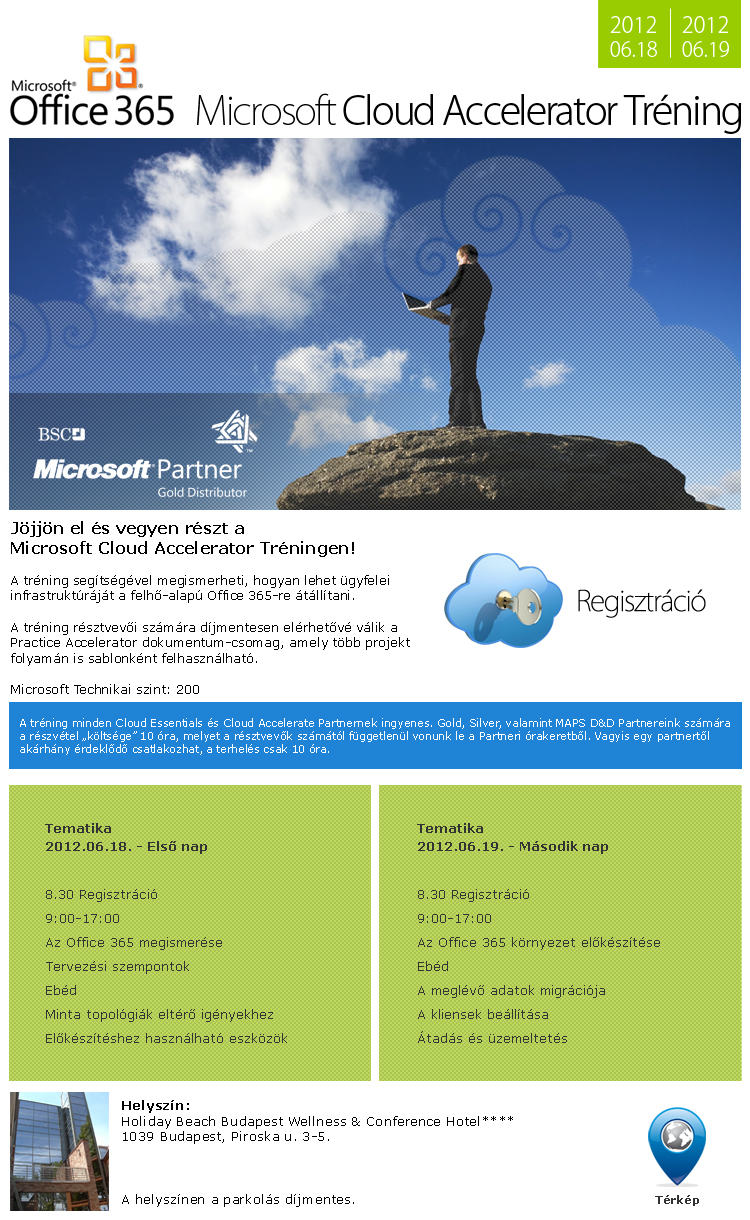 2012 2012
06.18 06.19
Microsoft®
Office 365
Microsoft Cloud Accelerator Tréning
BSC
Microsoft® Partner
Gold Distributor
Jöjjön el és vegyen részt a
Microsoft Cloud Accelerator Tréningen!
A tréning segítségével megismerheti, hogyan lehet ügyfelei
infrastruktúráját a felhő-alapú Office 365-re átállítani.
A tréning résztvevői számára díjmentesen elérhetővé válik a
Practice Accelerator dokumentum-csomag, amely több projekt
folyamán is sablonként felhasználható.
Microsoft Technikai szint: 200
Regisztráció
A tréning minden Cloud Essentials és Cloud Accelerate Partnernek ingyenes. Gold, Silver, valamint MAPS D&D Partnereink számára
a részvétel „költsége” 10 óra, melyet a résztvevők számától függetlenül vonunk le a Partneri órakeretből. Vagyis egy partnertől
akárhány érdeklődő csatlakozhat, a terhelés csak 10 óra.
Tematika
2012.06.18. - Első nap
8.30 Regisztráció
9:00-17:00
Az Office 365 megismerése
Tervezési szempontok
Ebéd
Minta topológiák eltérő igényekhez
Előkészítéshez használható eszközök
Tematika
2012.06.19. - Második nap
8.30 Regisztráció
9:00-17:00
Az Office 365 környezet előkészítése
Ebéd
A meglévő adatok migrációja
A kliensek beállítása
Átadás és üzemeltetés
Helyszín:
Holiday Beach Budapest Wellness & Conference Hotel****
1039 Budapest, Piroska u. 3-5.
A helyszínen a parkolás díjmentes.
Térkép